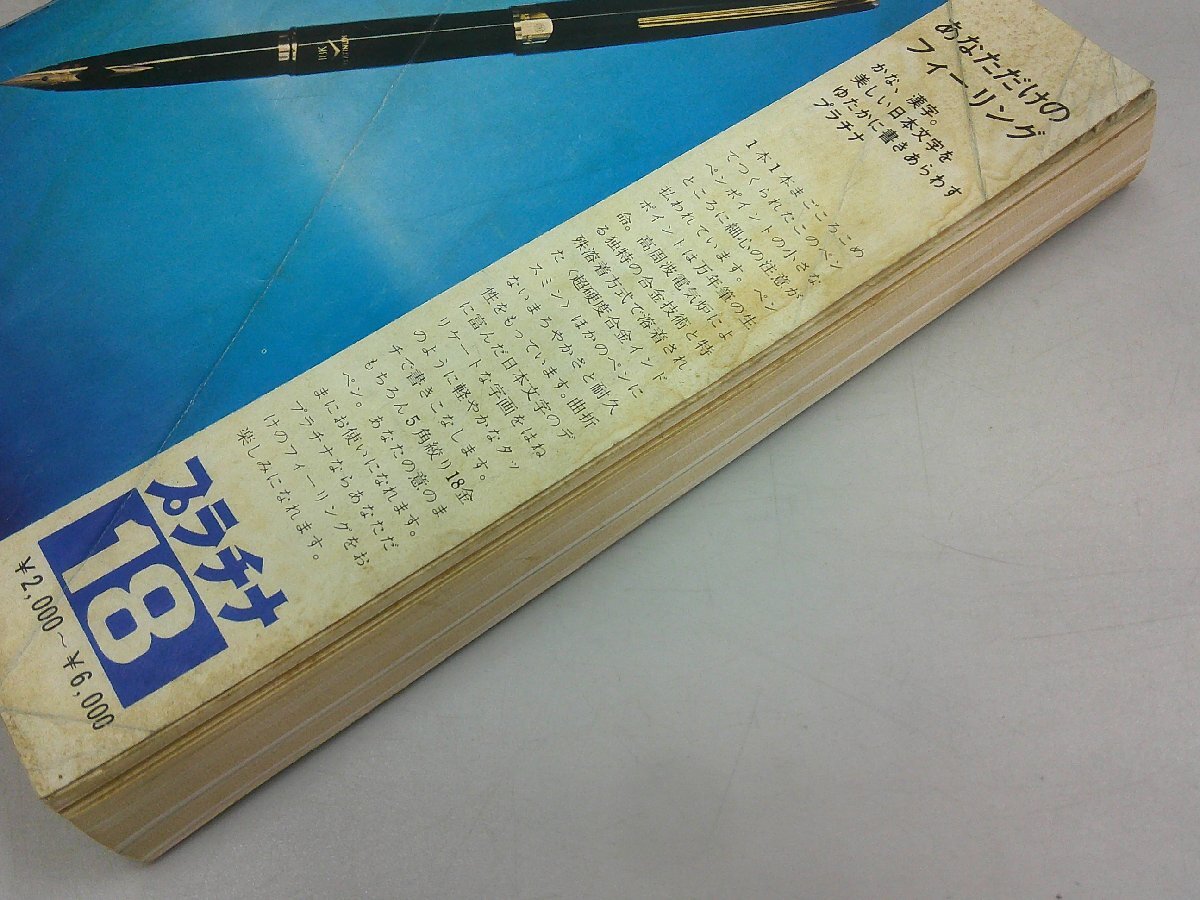 あなただけの
フィーリング
かな、漢字。
美しい日本文字を
ゆたかに書きあらわす
プラチナ
1本1本まごころこめ
てつくられたこのペン
ペンポイントの小さな
ところに細心の注意が
払われています。ペン
ポイントは万年筆の生
命。高周波電気炉によ
る独特の合金技術と特
殊溶着方式で溶着され
た〈超硬度合金インド
スミン〉ほかのペンに
ないまろやかさと耐久
性をもっています。曲折
に富んだ日本文字のデ
リケートな字画をはね
のように軽やかなタッ
チで書きこなします。
もちろん5角絞り18金
ペン。あなたの意のま
まにお使いになれます。
プラチナならあなただ
けのフィーリングをお
楽しみになれます。
プラチナ
18
¥2,000~¥6,000